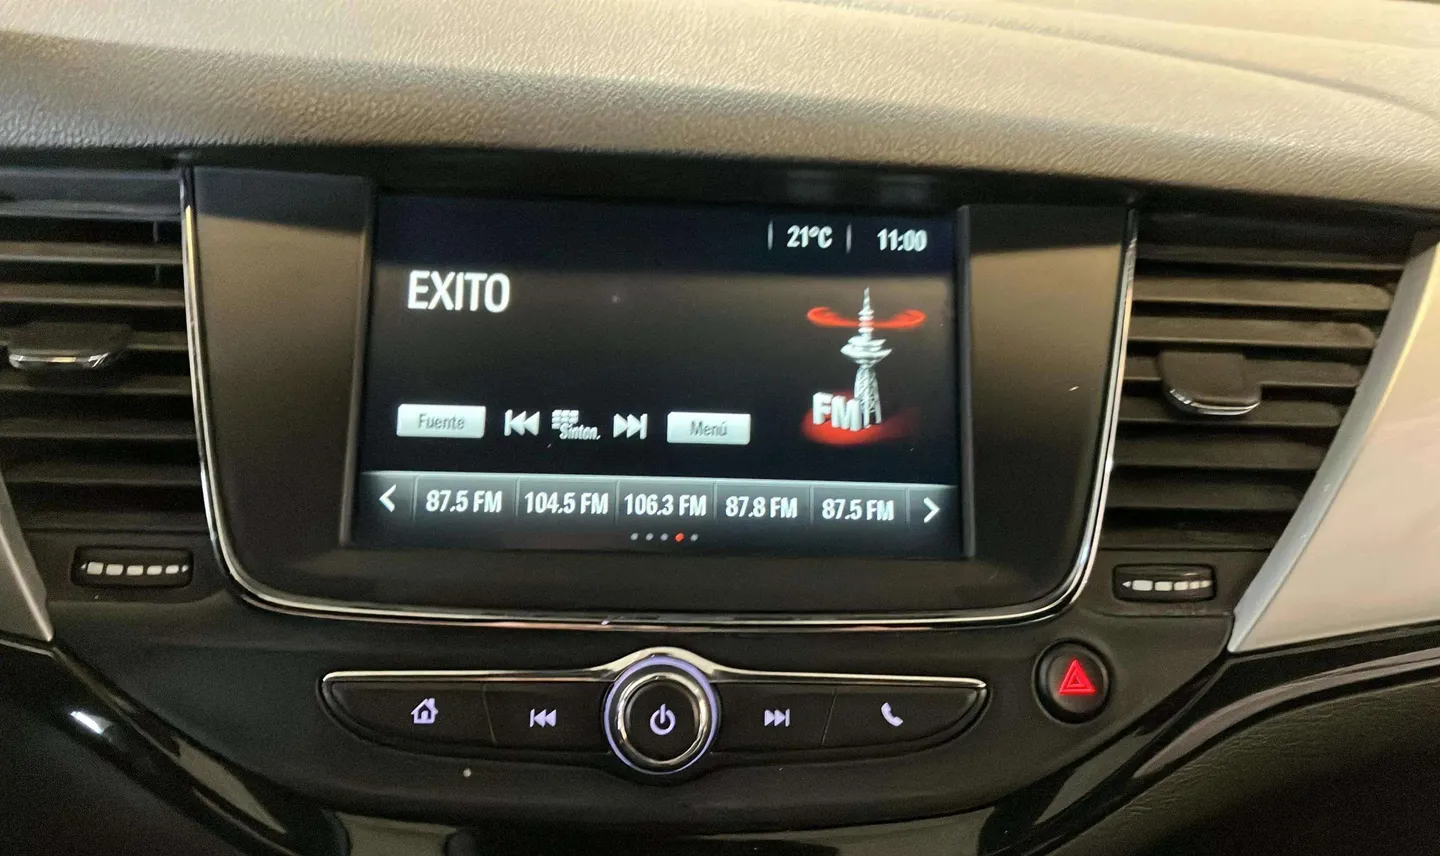 21°C 11:00
EXITO
FM
Fuente Sinton. Menú
87.5 FM 104.5 FM 106.3 FM 87.8 FM 87.5 FM